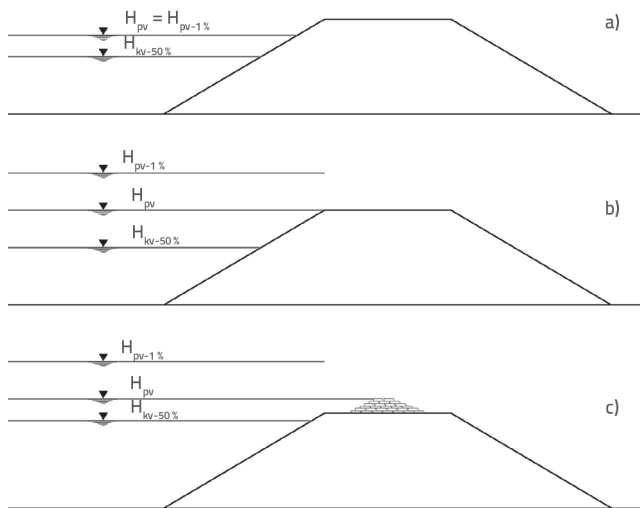 H_pv = H_pv-1% a)
H_kv-50%
H_pv-1%
H_pv b)
H_kv-50%
H_pv-1%
H_pv
H_kv-50% c)